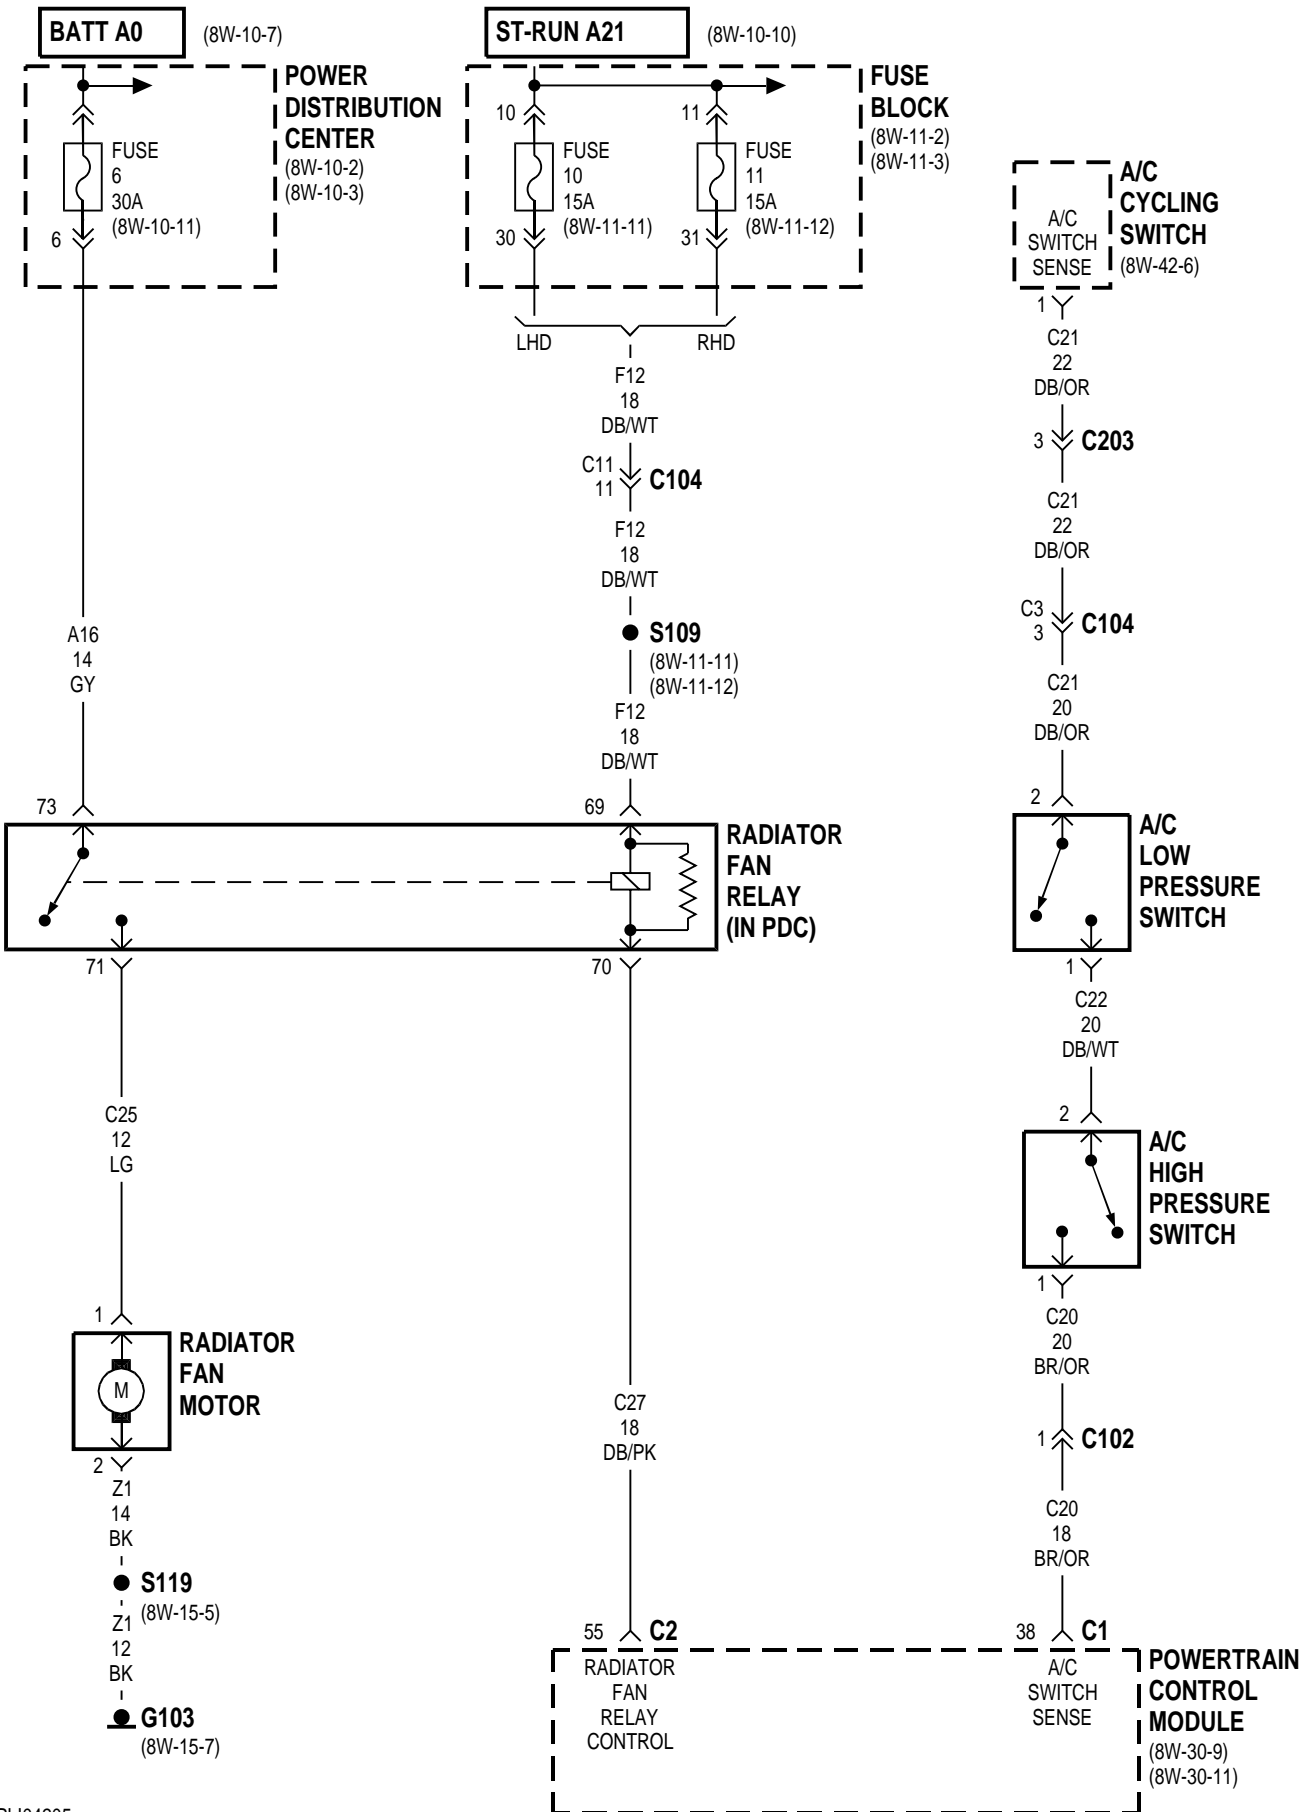 BATT A0
(8W-10-7)
ST-RUN A21
(8W-10-10)
POWER
DISTRIBUTION
CENTER
(8W-10-2)
(8W-10-3)
FUSE
6
30A
(8W-10-11)
6
10
FUSE
10
15A
(8W-11-11)
30
11
FUSE
11
15A
(8W-11-12)
31
FUSE
BLOCK
(8W-11-2)
(8W-11-3)
A/C
SWITCH
SENSE
A/C
CYCLING
SWITCH
(8W-42-6)
1
C21
22
DB/OR
3
C203
C21
22
DB/OR
C3
3
C104
C21
20
DB/OR
2
LHD
RHD
F12
18
DB/WT
C11
11
C104
F12
18
DB/WT
S109
(8W-11-11)
(8W-11-12)
F12
18
DB/WT
69
A16
14
GY
73
RADIATOR
FAN
RELAY
(IN PDC)
71
70
A/C
LOW
PRESSURE
SWITCH
1
C22
20
DB/WT
2
A/C
HIGH
PRESSURE
SWITCH
1
C20
20
BR/OR
1
C102
C20
18
BR/OR
38
C1
C25
12
LG
1
M
RADIATOR
FAN
MOTOR
2
Z1
14
BK
S119
(8W-15-5)
Z1
12
BK
G103
(8W-15-7)
C27
18
DB/PK
55
C2
RADIATOR
FAN
RELAY
CONTROL
A/C
SWITCH
SENSE
POWERTRAIN
CONTROL
MODULE
(8W-30-9)
(8W-30-11)